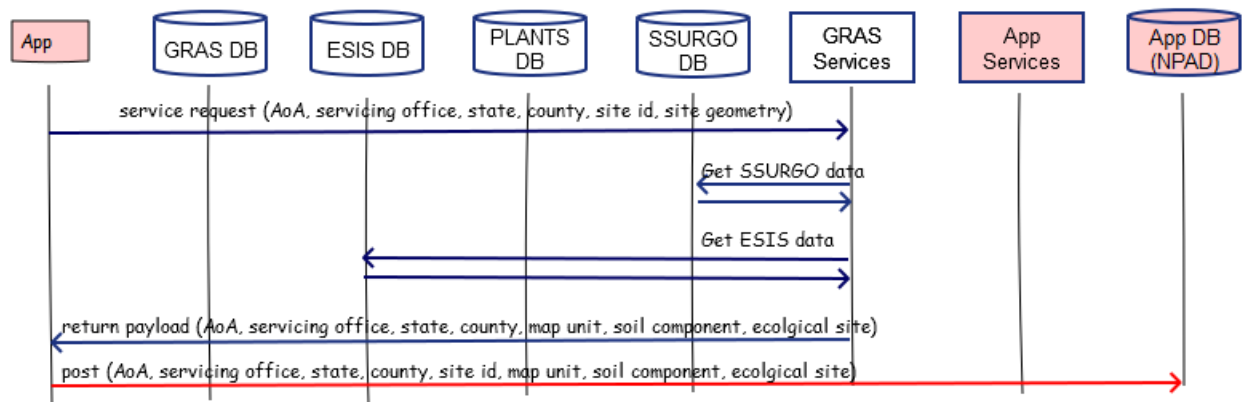 App
GRAS DB
ESIS DB
PLANTS
DB
SSURGO
DB
GRAS
Services
App
Services
App DB
(NPAD)
service request (AoA, servicing office, state, county, site id, site geometry)
Get SSURGO data
Get ESIS data
return payload (AoA, servicing office, state, county, map unit, soil component, ecolgical site)
post (AoA, servicing office, state, county, site id, map unit, soil component, ecolgical site)